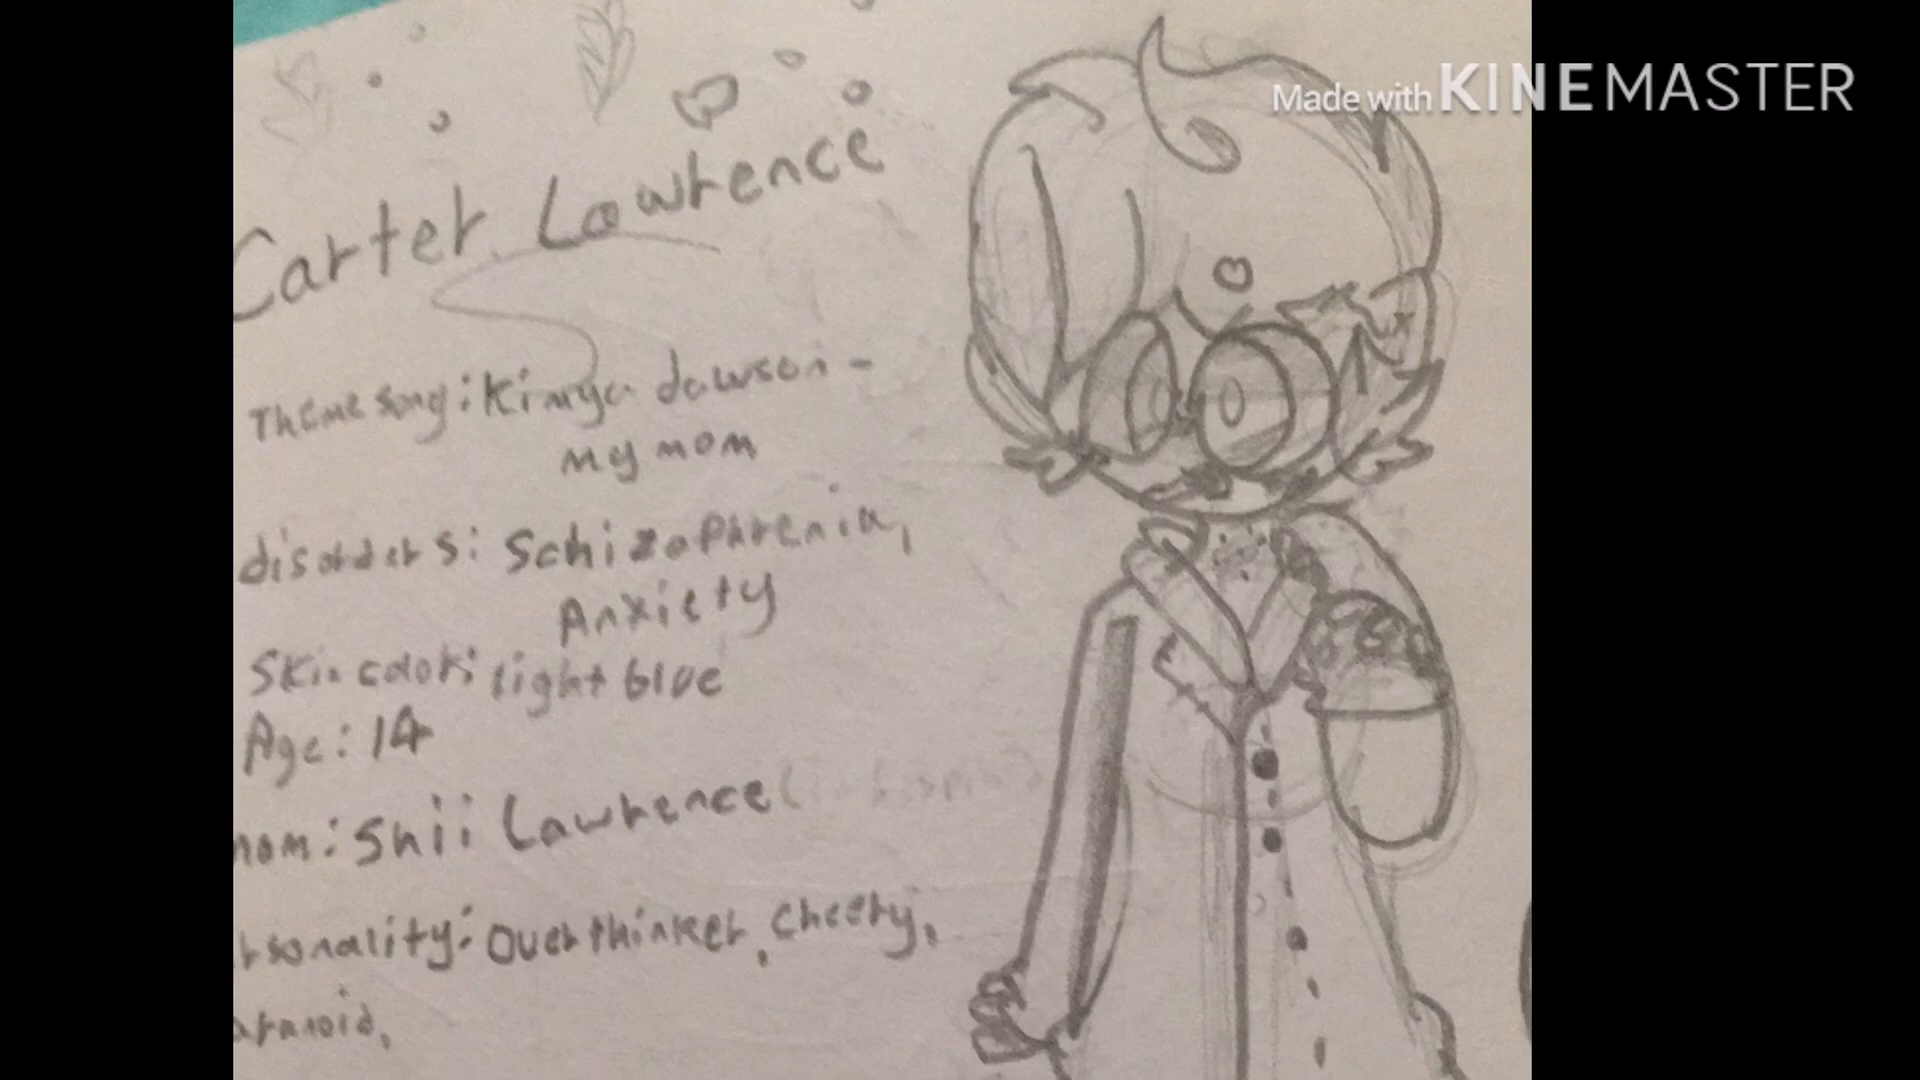 Made with KINEMASTER
Carter Lawrence
Theme song: Kimya dawson -
my mom
disorders: Schizophrenia,
Anxiety
Skin color: light blue
Age: 14
mom: Shii Lawrence
rsonality: Overthinker, Cheery,
aranoid,